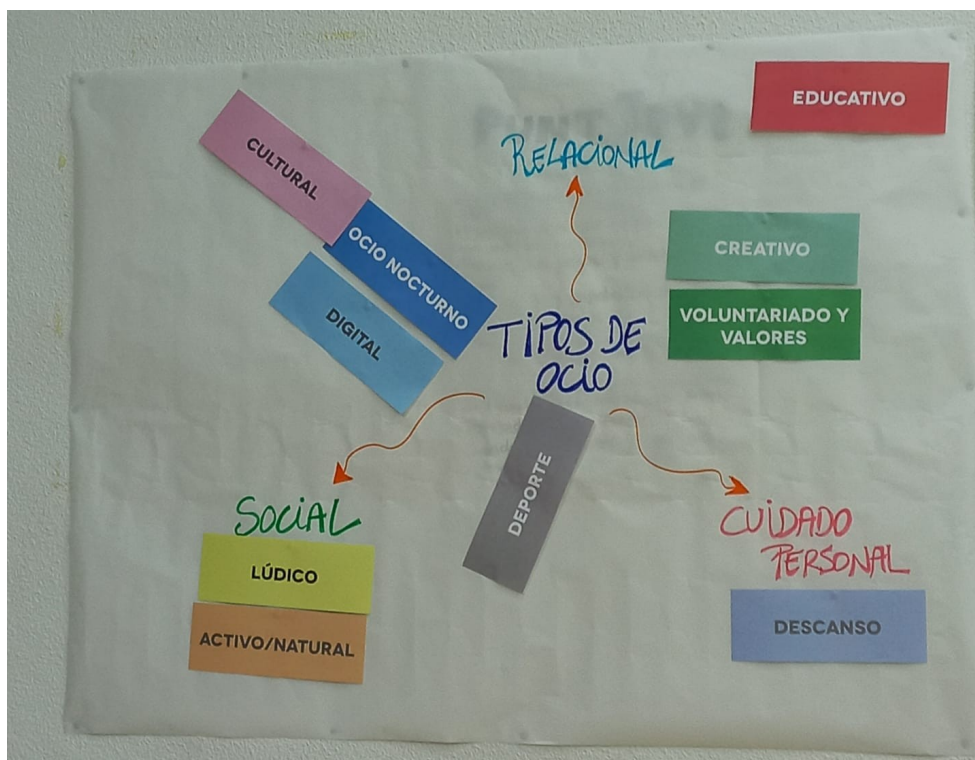 EDUCATIVO
CULTURAL
RELACIONAL
OCIO NOCTURNO
CREATIVO
DIGITAL
VOLUNTARIADO Y
VALORES
TIPOS DE
OCIO
DEPORTE
SOCIAL
LÚDICO
ACTIVO/NATURAL
CUIDADO
PERSONAL
DESCANSO